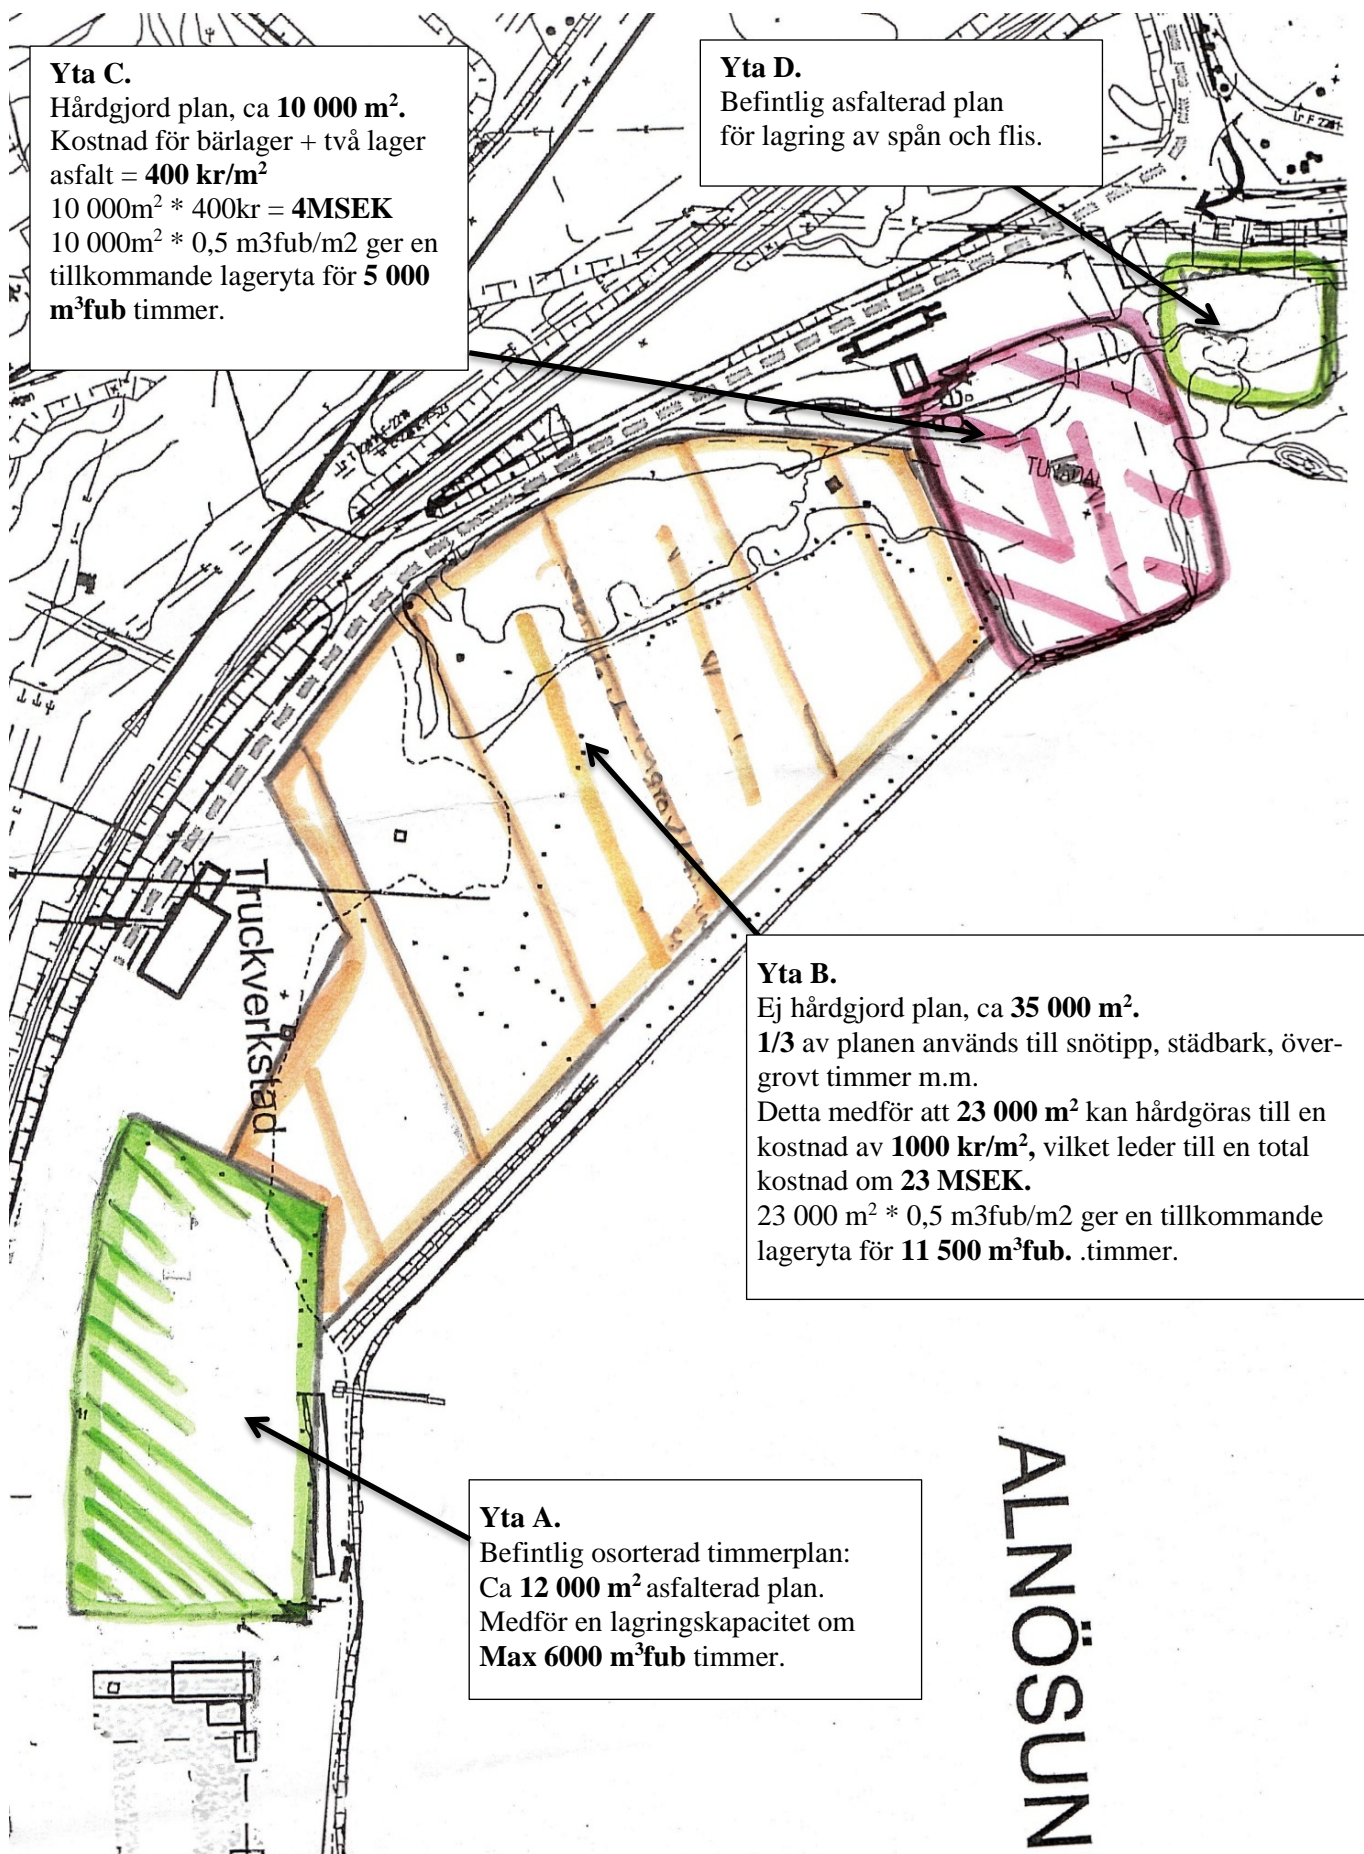 Yta C.
Hårdgjord plan, ca 10 000 m².
Kostnad för bärlager + två lager
asfalt = 400 kr/m²
10 000m² * 400kr = 4MSEK
10 000m² * 0,5 m3fub/m2 ger en
tillkommande lageryta för 5 000
m³fub timmer.
Yta D.
Befintlig asfalterad plan
för lagring av spån och flis.
TUNADAL
Truckverkstad
Yta B.
Ej hårdgjord plan, ca 35 000 m².
1/3 av planen används till snötipp, städbark, över-
grovt timmer m.m.
Detta medför att 23 000 m² kan hårdgöras till en
kostnad av 1000 kr/m², vilket leder till en total
kostnad om 23 MSEK.
23 000 m² * 0,5 m3fub/m2 ger en tillkommande
lageryta för 11 500 m³fub. .timmer.
Yta A.
Befintlig osorterad timmerplan:
Ca 12 000 m² asfalterad plan.
Medför en lagringskapacitet om
Max 6000 m³fub timmer.
ALNÖSUN